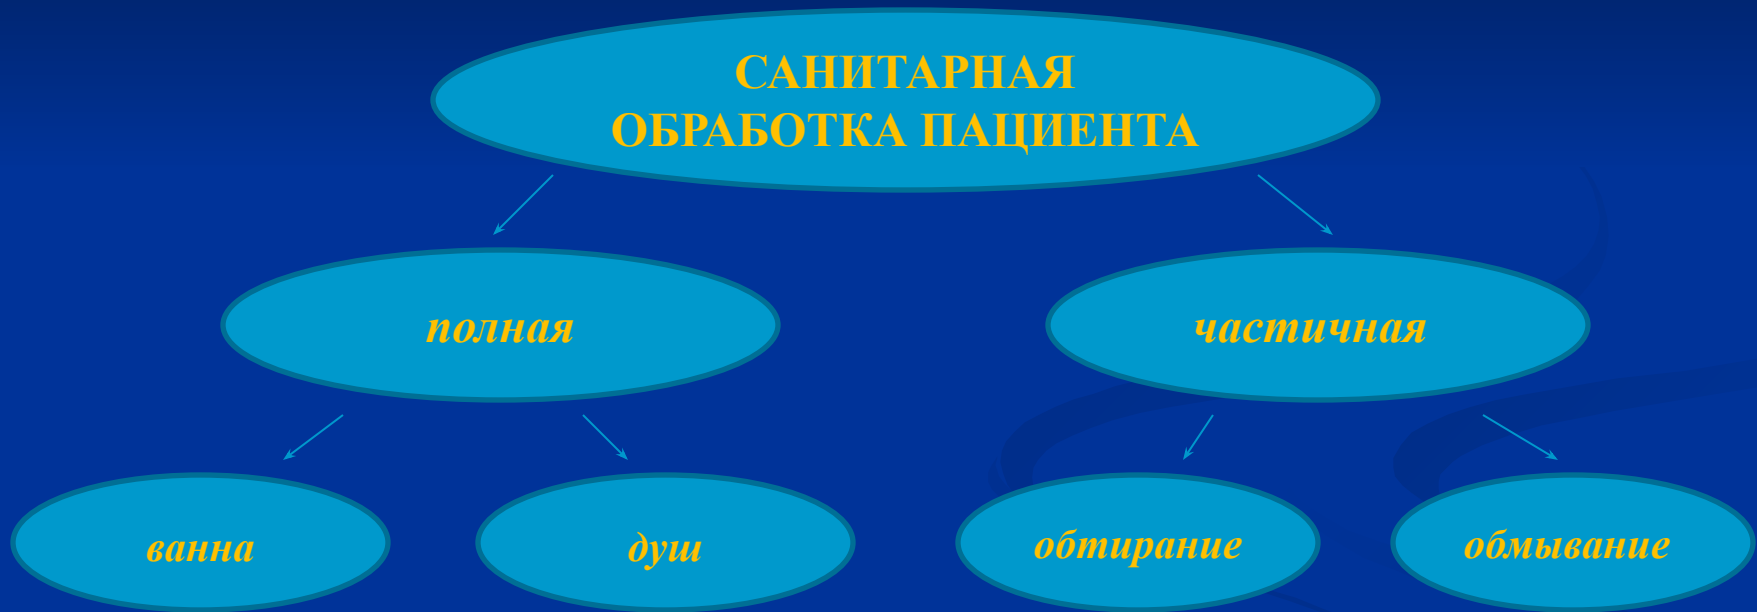 САНИТАРНАЯ
ОБРАБОТКА ПАЦИЕНТА
полная
частичная
ванна
душ
обтирание
обмывание